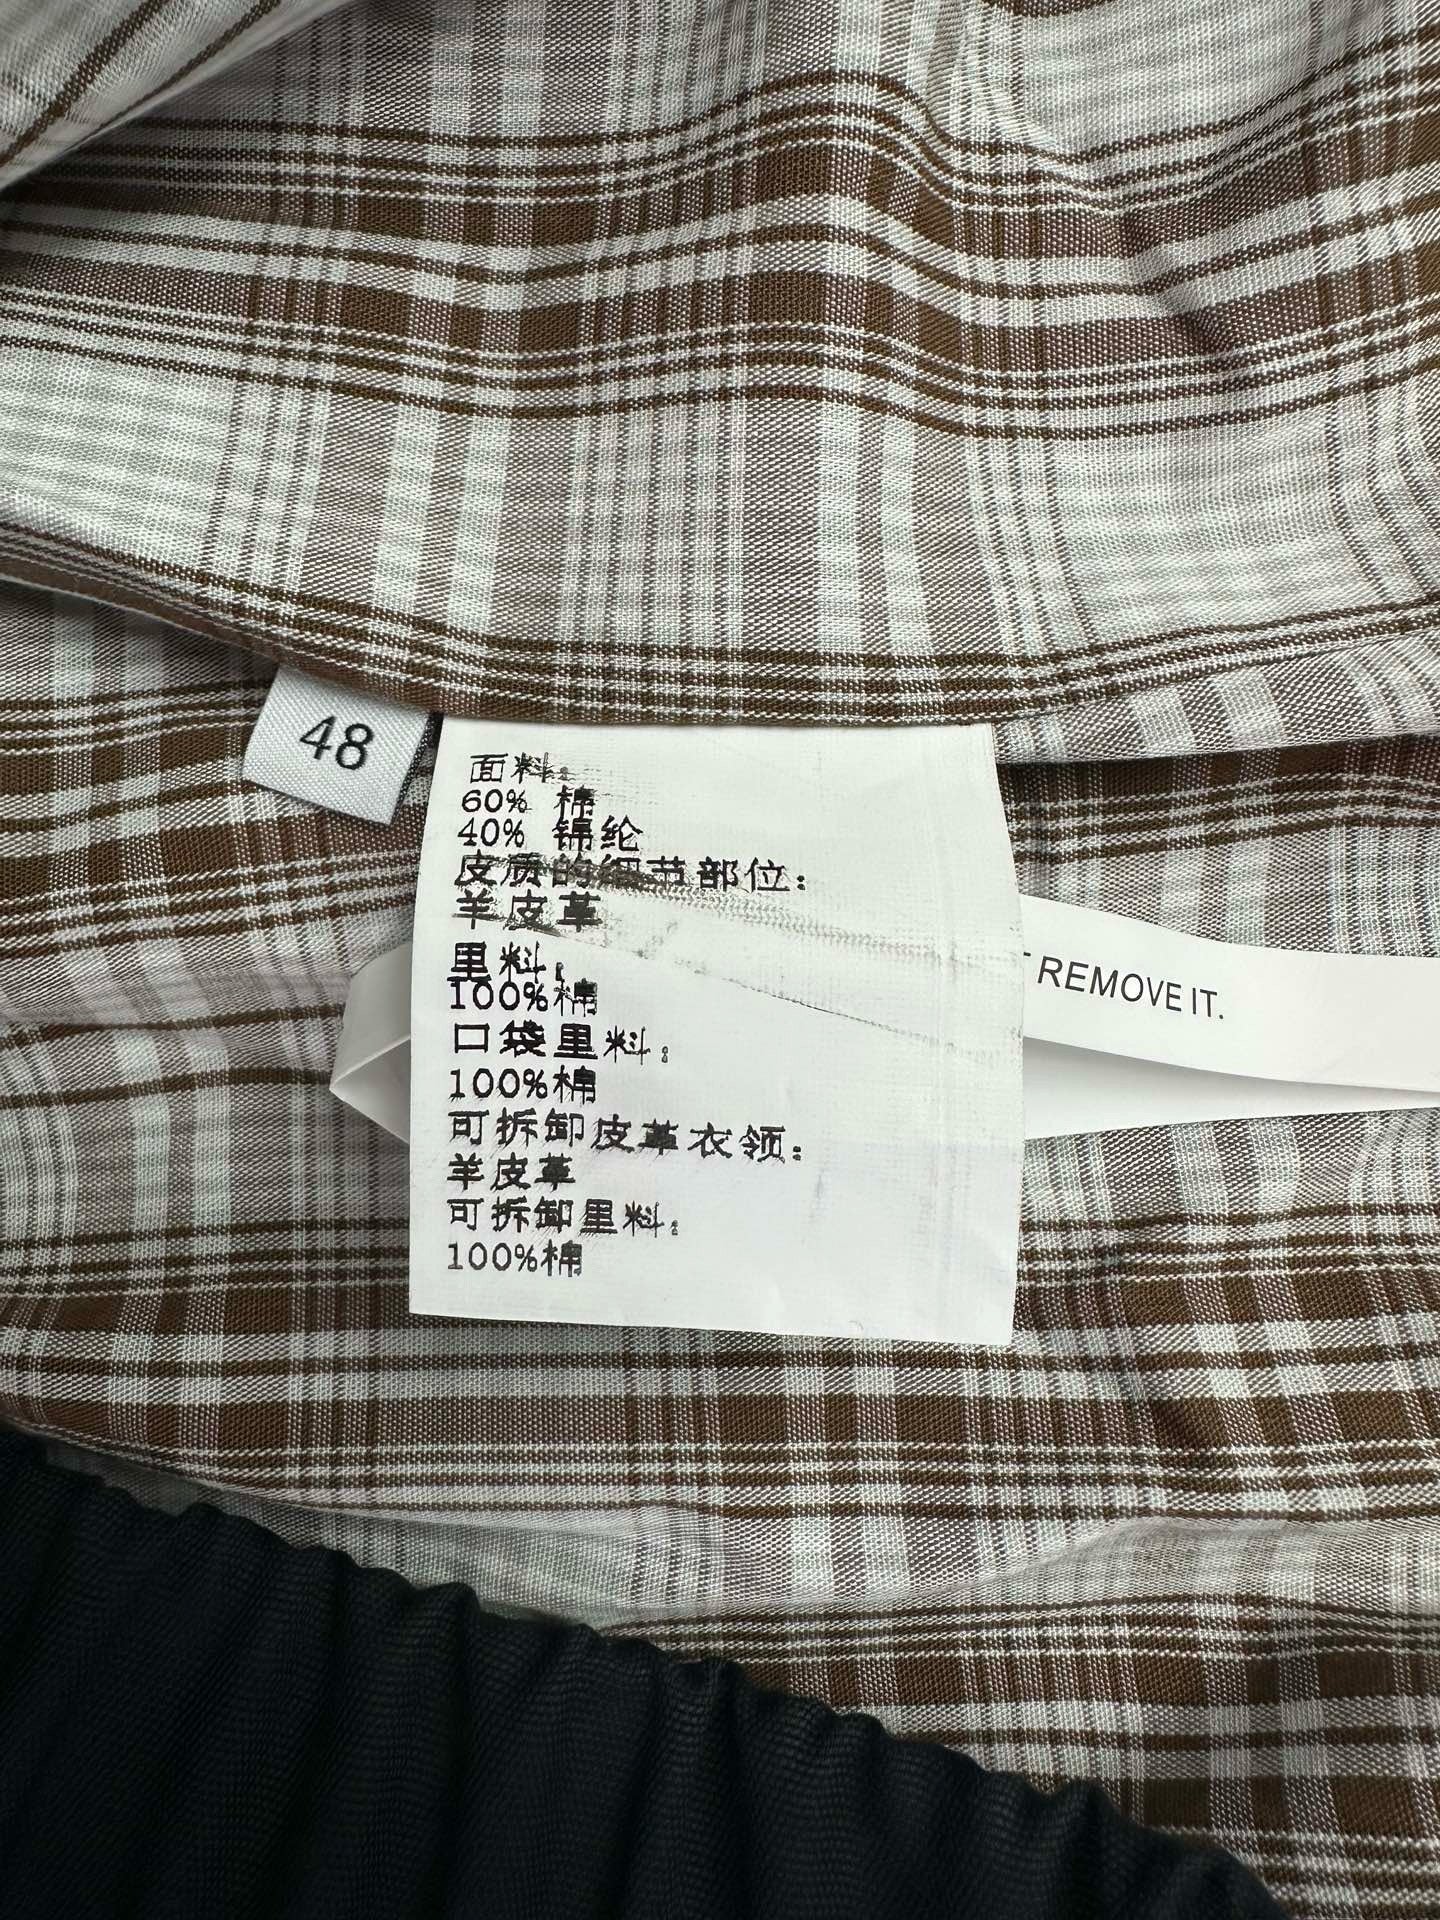 48
面料:
60% 棉
40% 锦纶
皮质的细节部位:
羊皮革
里料:
100%棉
口袋里料:
100%棉
可拆卸皮革衣领:
羊皮革
可拆卸里料:
100%棉
REMOVE IT.